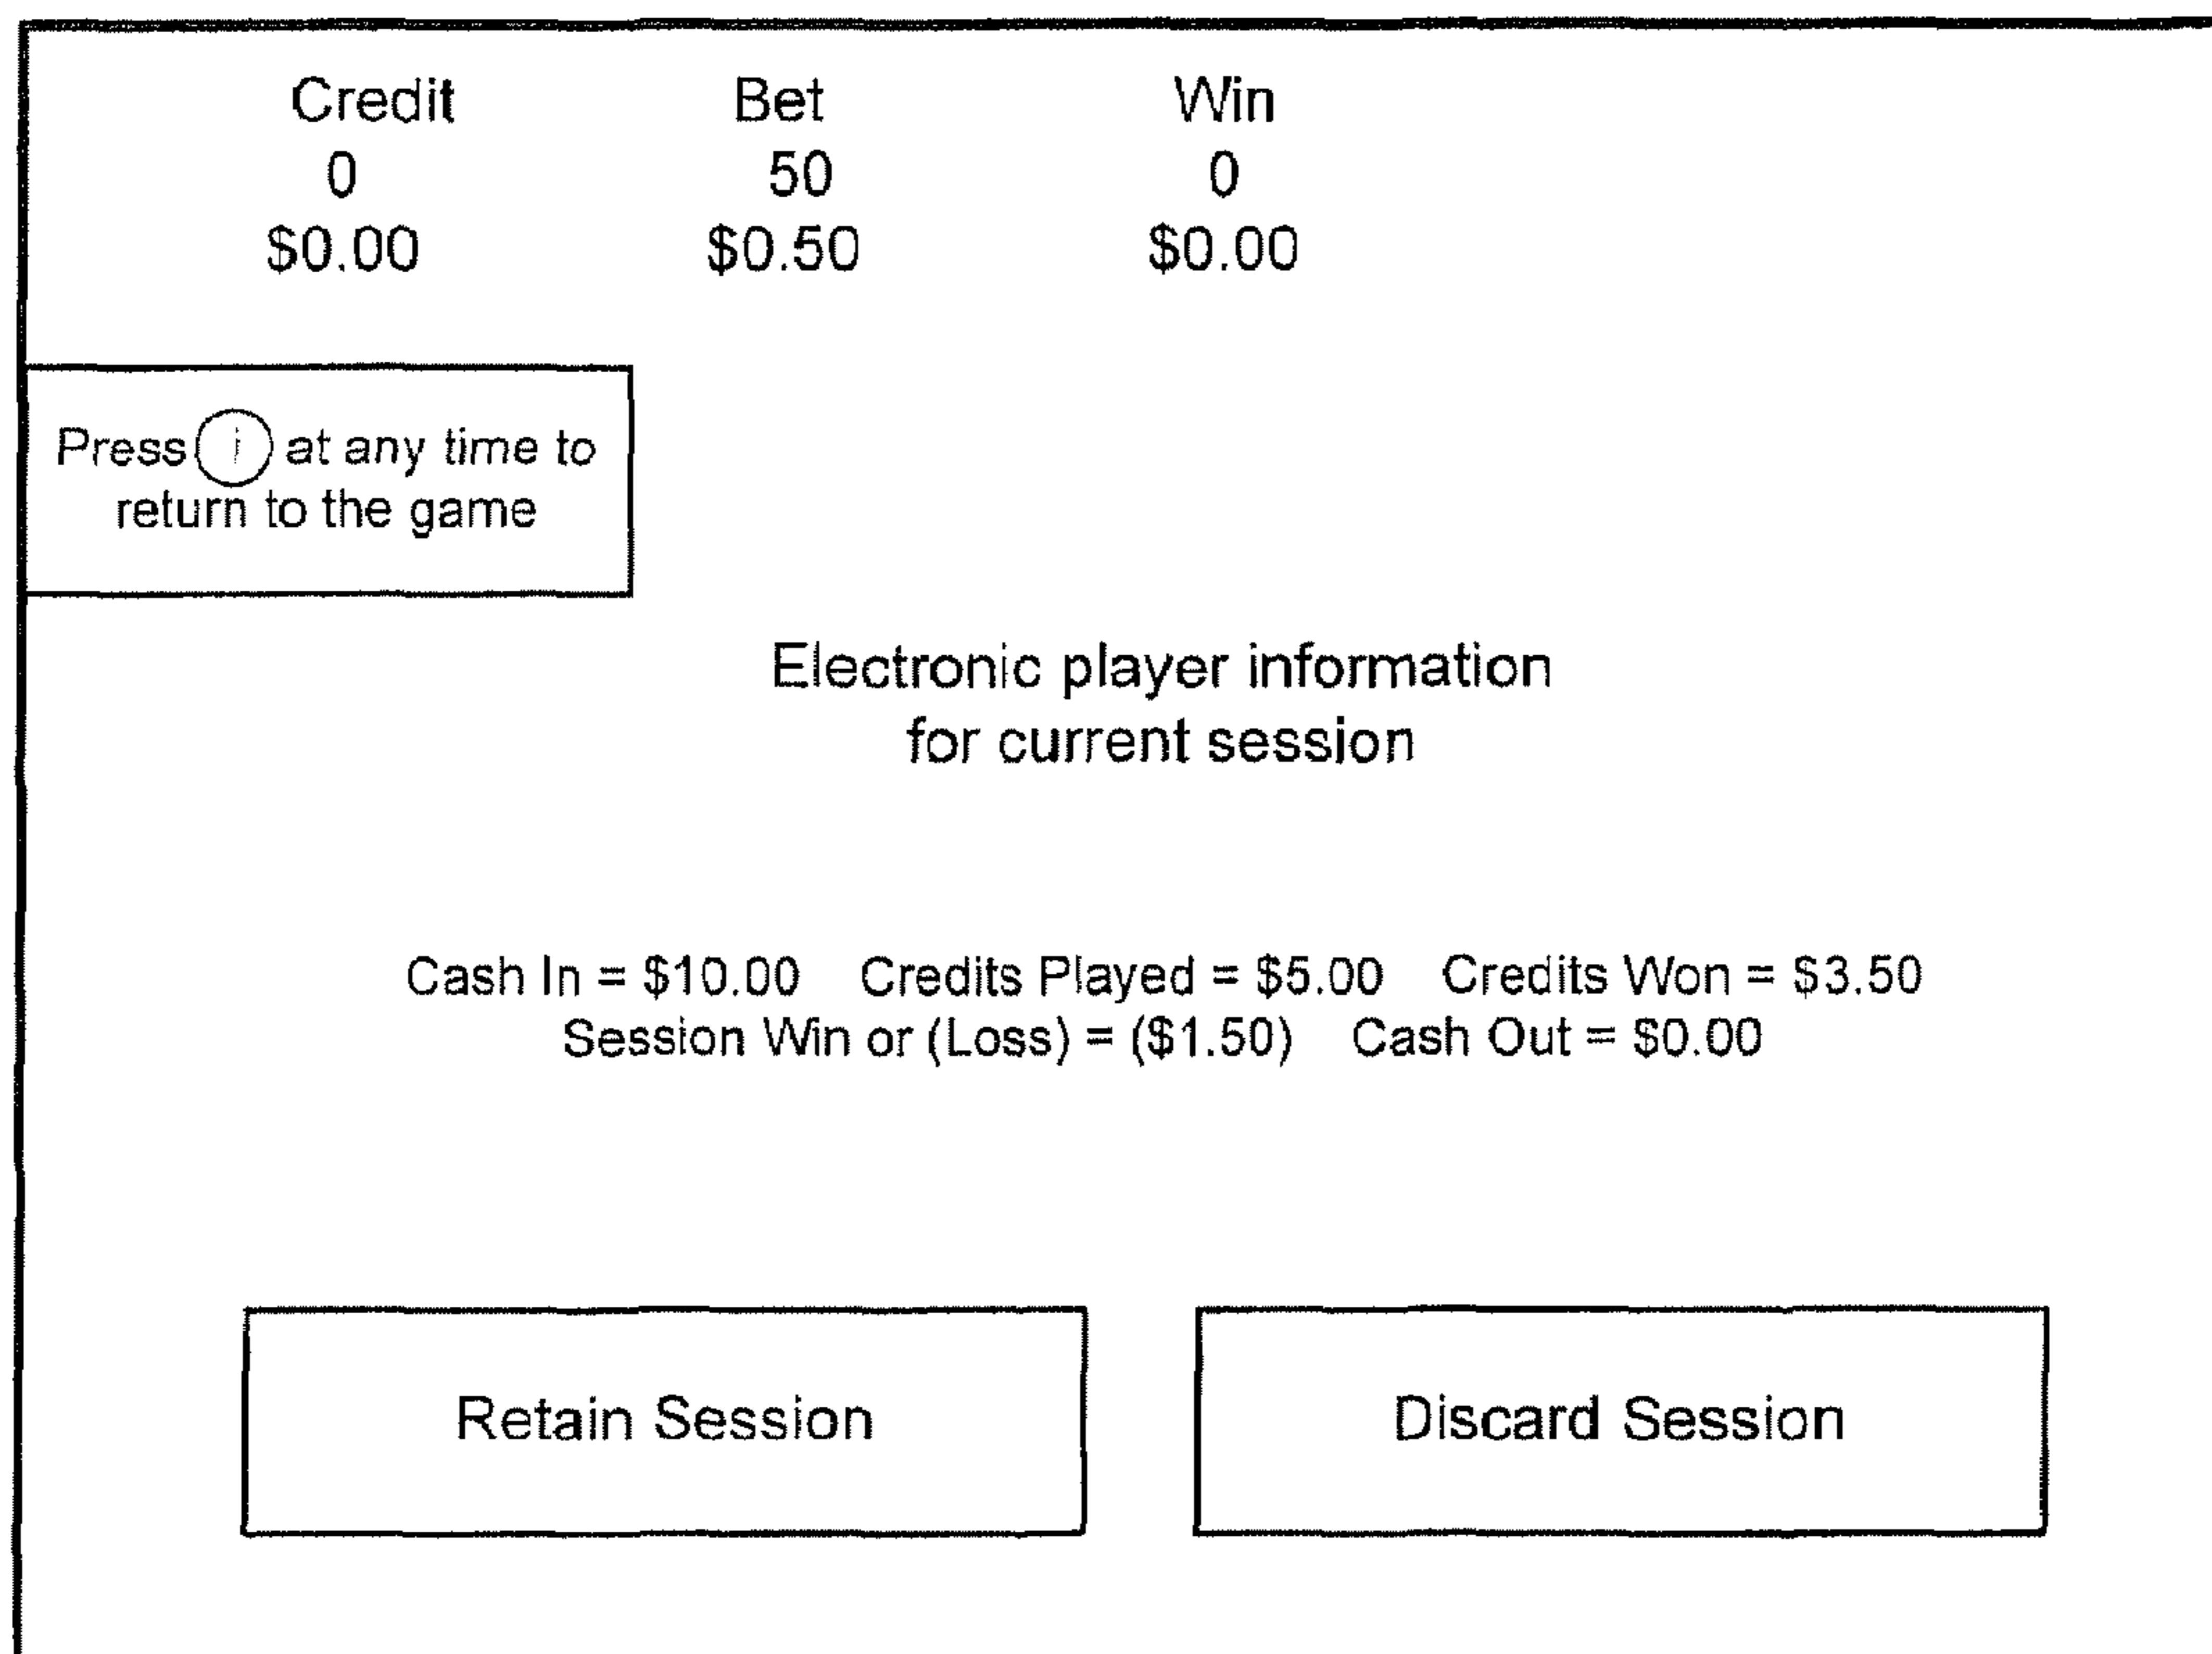 Credit Bet Win
0 50 0
$0.00 $0.50 $0.00
Press i at any time to
return to the game
Electronic player information
for current session
Cash In = $10.00 Credits Played = $5.00 Credits Won = $3.50
Session Win or (Loss) = ($1.50) Cash Out = $0.00
Retain Session Discard Session